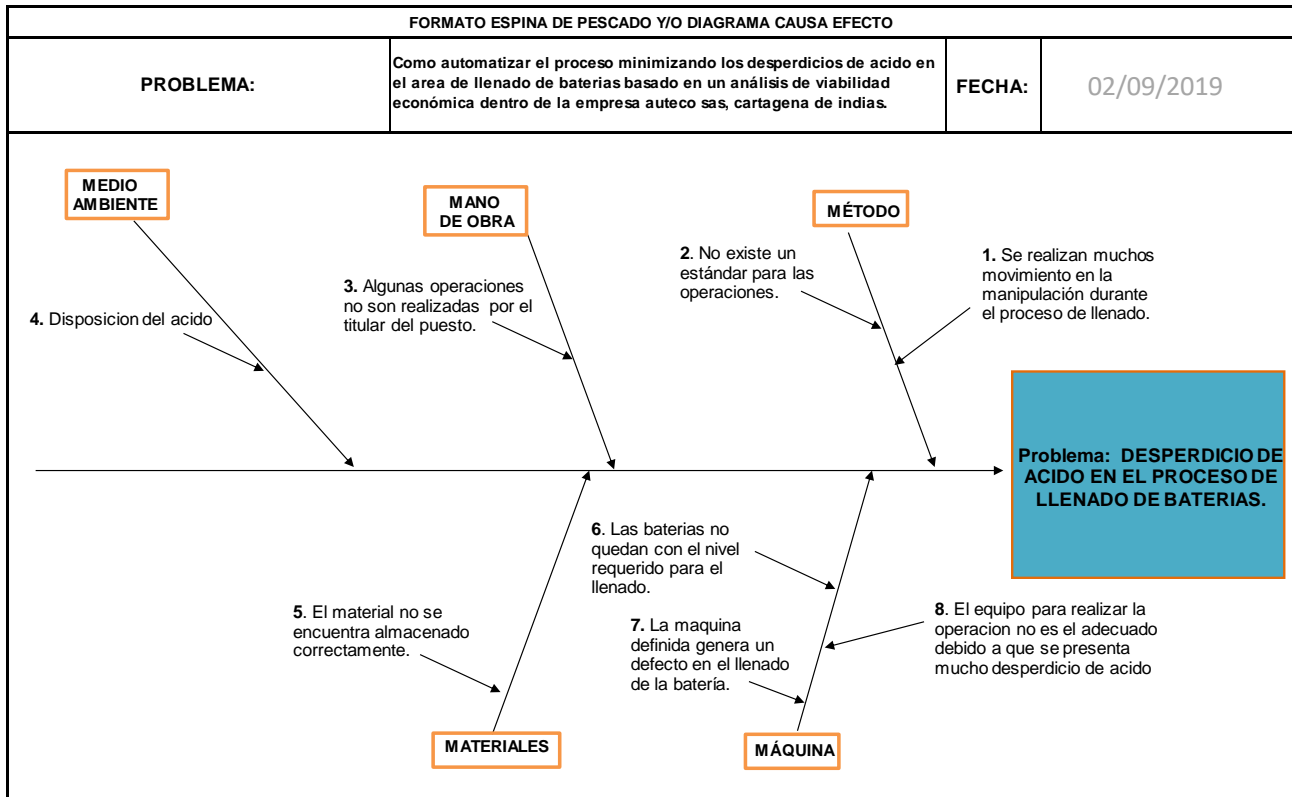 FORMATO ESPINA DE PESCADO Y/O DIAGRAMA CAUSA EFECTO
PROBLEMA:
Como automatizar el proceso minimizando los desperdicios de acido en
el area de llenado de baterias basado en un análisis de viabilidad
económica dentro de la empresa auteco sas, cartagena de indias.
FECHA:
02/09/2019
MEDIO
AMBIENTE
MANO
DE OBRA
MÉTODO
4. Disposicion del acido
3. Algunas operaciones
no son realizadas por el
titular del puesto.
2. No existe un
estándar para las
operaciones.
1. Se realizan muchos
movimiento en la
manipulación durante
el proceso de llenado.
Problema: DESPERDICIO DE
ACIDO EN EL PROCESO DE
LLENADO DE BATERIAS.
5. El material no se
encuentra almacenado
correctamente.
6. Las baterias no
quedan con el nivel
requerido para el
llenado.
7. La maquina
definida genera un
defecto en el llenado
de la batería.
8. El equipo para realizar la
operacion no es el adecuado
debido a que se presenta
mucho desperdicio de acido
MATERIALES
MÁQUINA